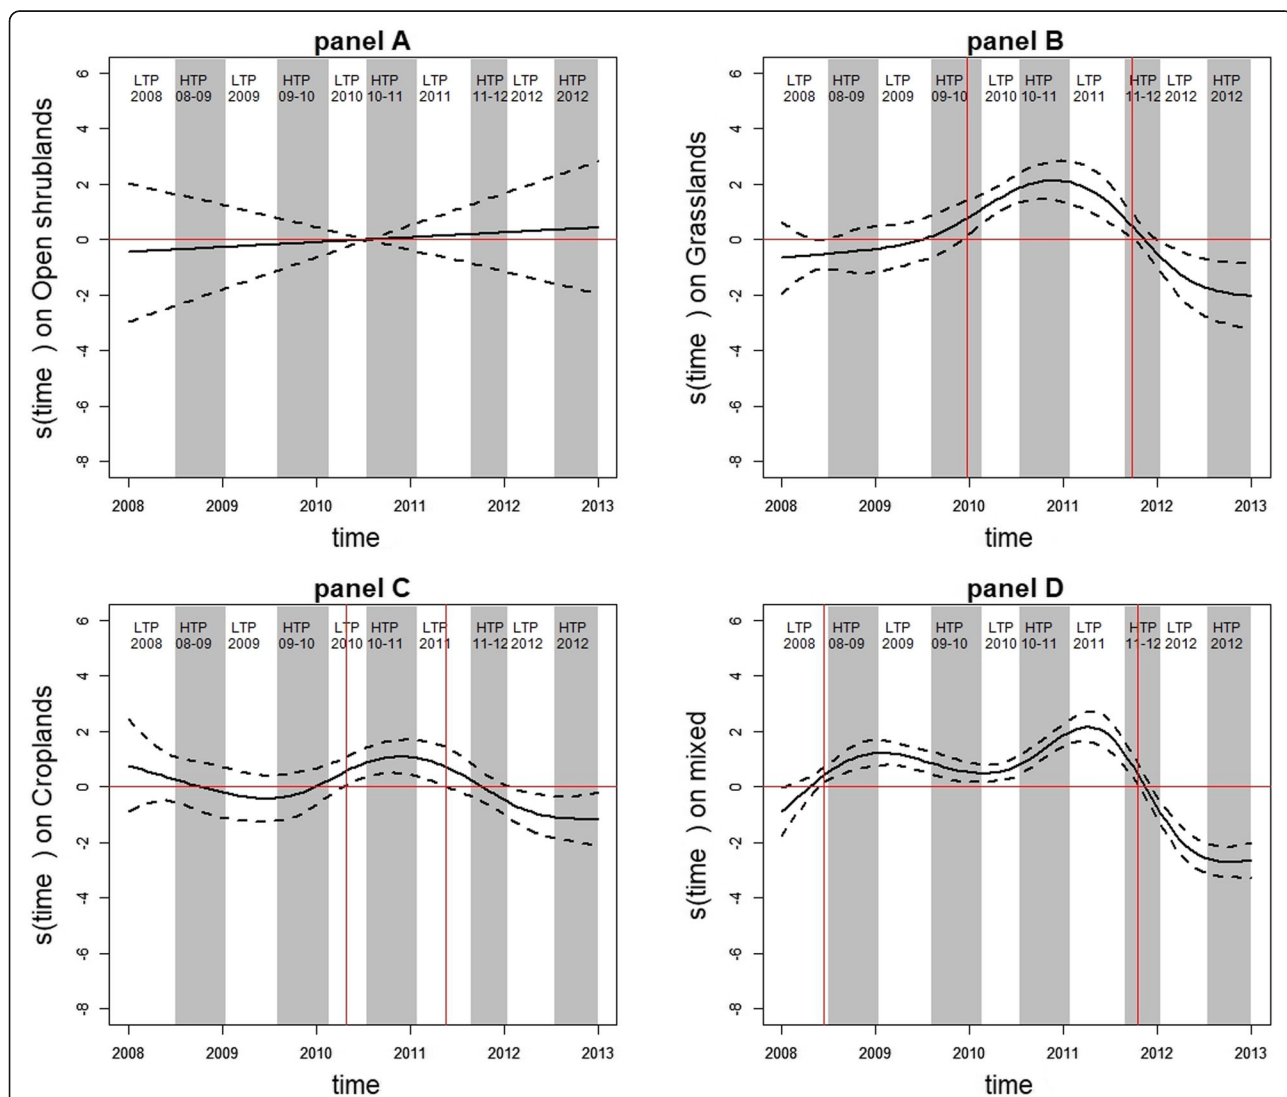 panel A
LTP HTP LTP HTP LTP HTP LTP HTP LTP HTP
2008 08-09 2009 09-10 2010 10-11 2011 11-12 2012 2012
6
4
2
0
-2
-4
-6
-8
s(time ) on Open shrublands
2008 2009 2010 2011 2012 2013
time
panel B
LTP HTP LTP HTP LTP HTP LTP HTP LTP HTP
2008 08-09 2009 09-10 2010 10-11 2011 11-12 2012 2012
6
4
2
0
-2
-4
-6
-8
s(time ) on Grasslands
2008 2009 2010 2011 2012 2013
time
panel C
LTP HTP LTP HTP LTP HTP LTP HTP LTP HTP
2008 08-09 2009 09-10 2010 10-11 2011 11-12 2012 2012
6
4
2
0
-2
-4
-6
-8
s(time ) on Croplands
2008 2009 2010 2011 2012 2013
time
panel D
LTP HTP LTP HTP LTP HTP LTP HTP LTP HTP
2008 08-09 2009 09-10 2010 10-11 2011 11-12 2012 2012
6
4
2
0
-2
-4
-6
-8
s(time ) on mixed
2008 2009 2010 2011 2012 2013
time